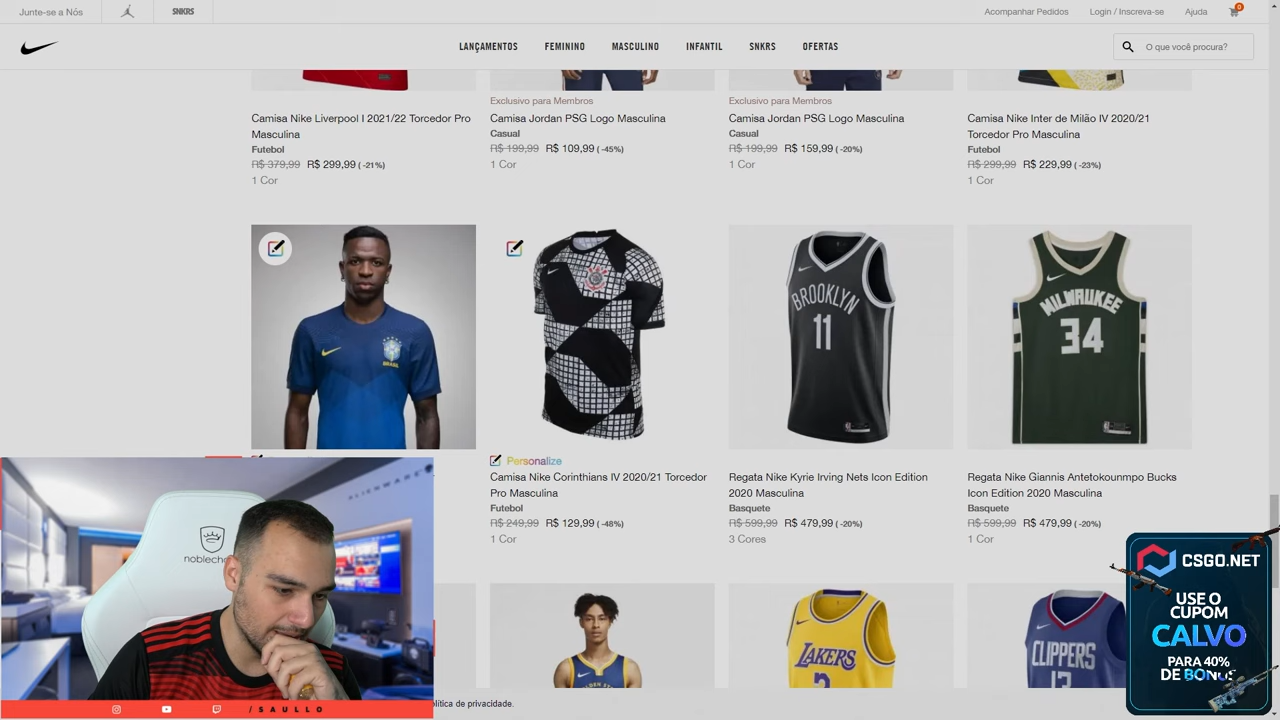 Junte-se a Nós
SNKRS
Acompanhar Pedidos
Login / Inscreva-se
Ajuda
0
LANÇAMENTOS
FEMININO
MASCULINO
INFANTIL
SNKRS
OFERTAS
O que você procura?
Camisa Nike Liverpool I 2021/22 Torcedor Pro
Masculina
Futebol
R$ 379,99 R$ 299,99 ( -21%)
1 Cor
Exclusivo para Membros
Camisa Jordan PSG Logo Masculina
Casual
R$ 199,99 R$ 109,99 ( -45%)
1 Cor
Exclusivo para Membros
Camisa Jordan PSG Logo Masculina
Casual
R$ 199,99 R$ 159,99 ( -20%)
1 Cor
Camisa Nike Inter de Milão IV 2020/21
Torcedor Pro Masculina
Futebol
R$ 299,99 R$ 229,99 ( -23%)
1 Cor
BRASIL
BROOKLYN
11
MILWAUKEE
34
Personalize
Camisa Nike Corinthians IV 2020/21 Torcedor
Pro Masculina
Futebol
R$ 249,99 R$ 129,99 ( -48%)
1 Cor
Regata Nike Kyrie Irving Nets Icon Edition
2020 Masculina
Basquete
R$ 599,99 R$ 479,99 ( -20%)
3 Cores
Regata Nike Giannis Antetokounmpo Bucks
Icon Edition 2020 Masculina
Basquete
R$ 599,99 R$ 479,99 ( -20%)
1 Cor
LAKERS
CLIPPERS
ALIENWARE
noblechairs
/SAULLO
lítica de privacidade.
CSGO.NET
USE O
CUPOM
CALVO
PARA 40%
DE BONUS